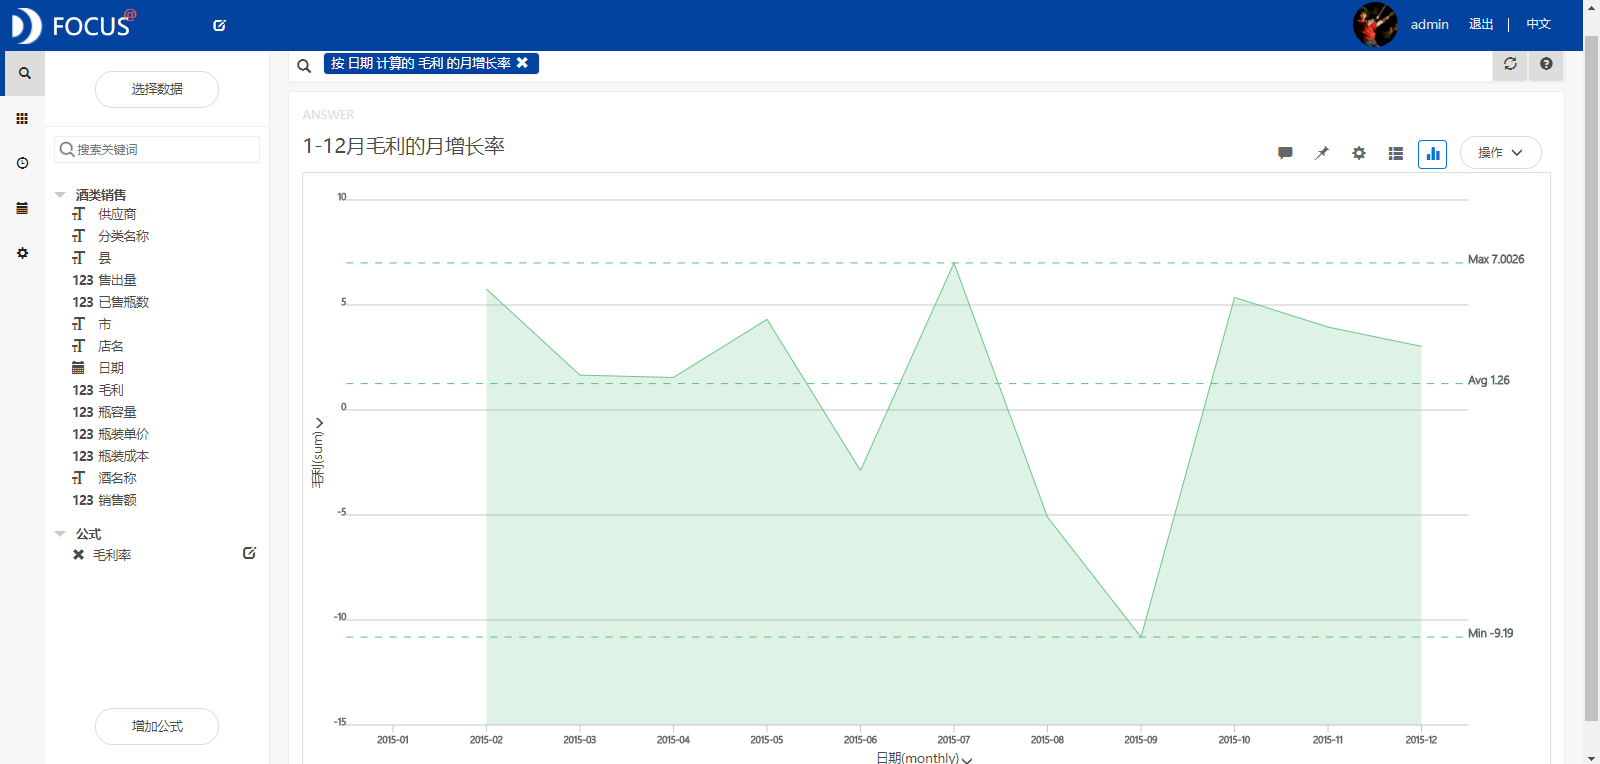 FOCUS@
admin 退出 | 中文
按 日期 计算的 毛利 的月增长率
选择数据
搜索关键词
酒类销售
供应商
分类名称
县
123 售出量
123 已售瓶数
市
店名
日期
123 毛利
123 瓶容量
123 瓶装单价
123 瓶装成本
酒名称
123 销售额
公式
毛利率
增加公式
ANSWER
1-12月毛利的月增长率
操作
10
5
0
-5
-10
-15
毛利(sum)
Max 7.0026
Avg 1.26
Min -9.19
2015-01 2015-02 2015-03 2015-04 2015-05 2015-06 2015-07 2015-08 2015-09 2015-10 2015-11 2015-12
日期(monthly)